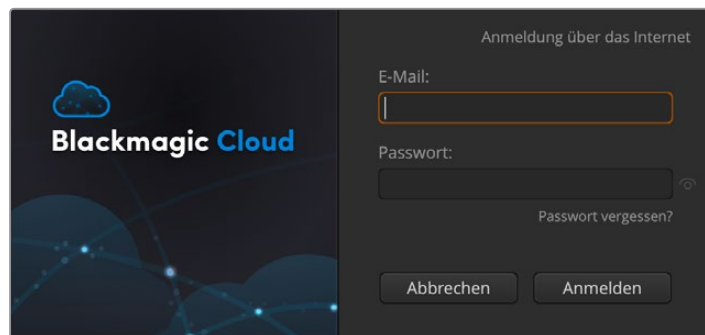 Blackmagic Cloud
Anmeldung über das Internet
E-Mail:
Passwort:
Passwort vergessen?
Abbrechen
Anmelden